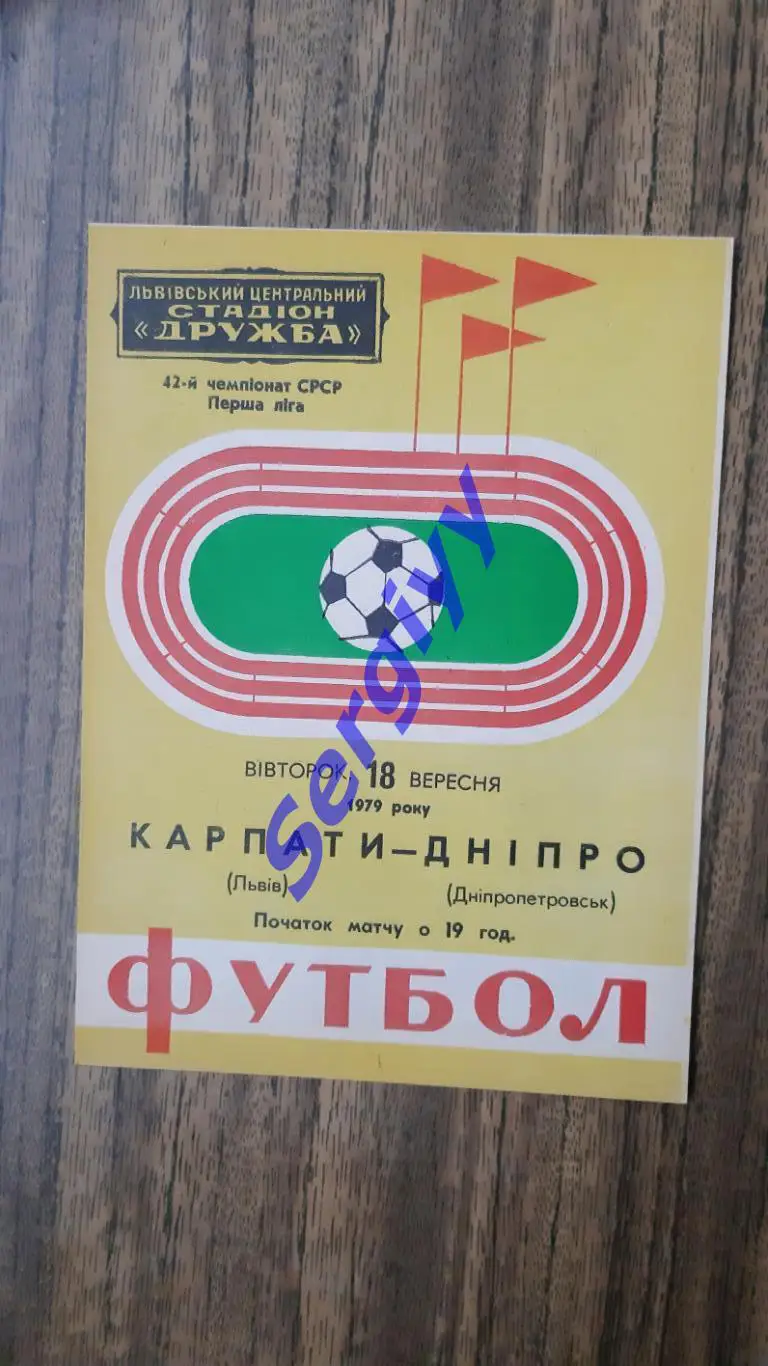 ЛЬВІВСЬКИЙ ЦЕНТРАЛЬНИЙ
СТАДІОН
«ДРУЖБА»
42-й чемпіонат СРСР
Перша ліга
ВІВТОРОК, 18 ВЕРЕСНЯ
1979 року
КАРПАТИ—ДНІПРО
(Львів) (Дніпропетровськ)
Початок матчу о 19 год.
ФУТБОЛ
Sergiyy